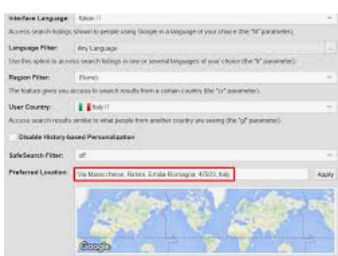 Interface Language: Italian IT
Access search listings shown to people using Google in a language of your choice (the "hl" parameter).
Language Filter: Any Language
Use this option to access search listings in one or several languages of your choice (the "lr" parameter).
Region Filter: (None)
The feature gives you access to search results from a certain country (the "cr" parameter).
User Country: Italy IT
Access search results similar to what people from another country are seeing (the "gl" parameter).
Disable History-based Personalization
SafeSearch Filter: off
Preferred Location: Via Marecchiese, Rimini, Emilia-Romagna, 47923, Italy Apply
Google